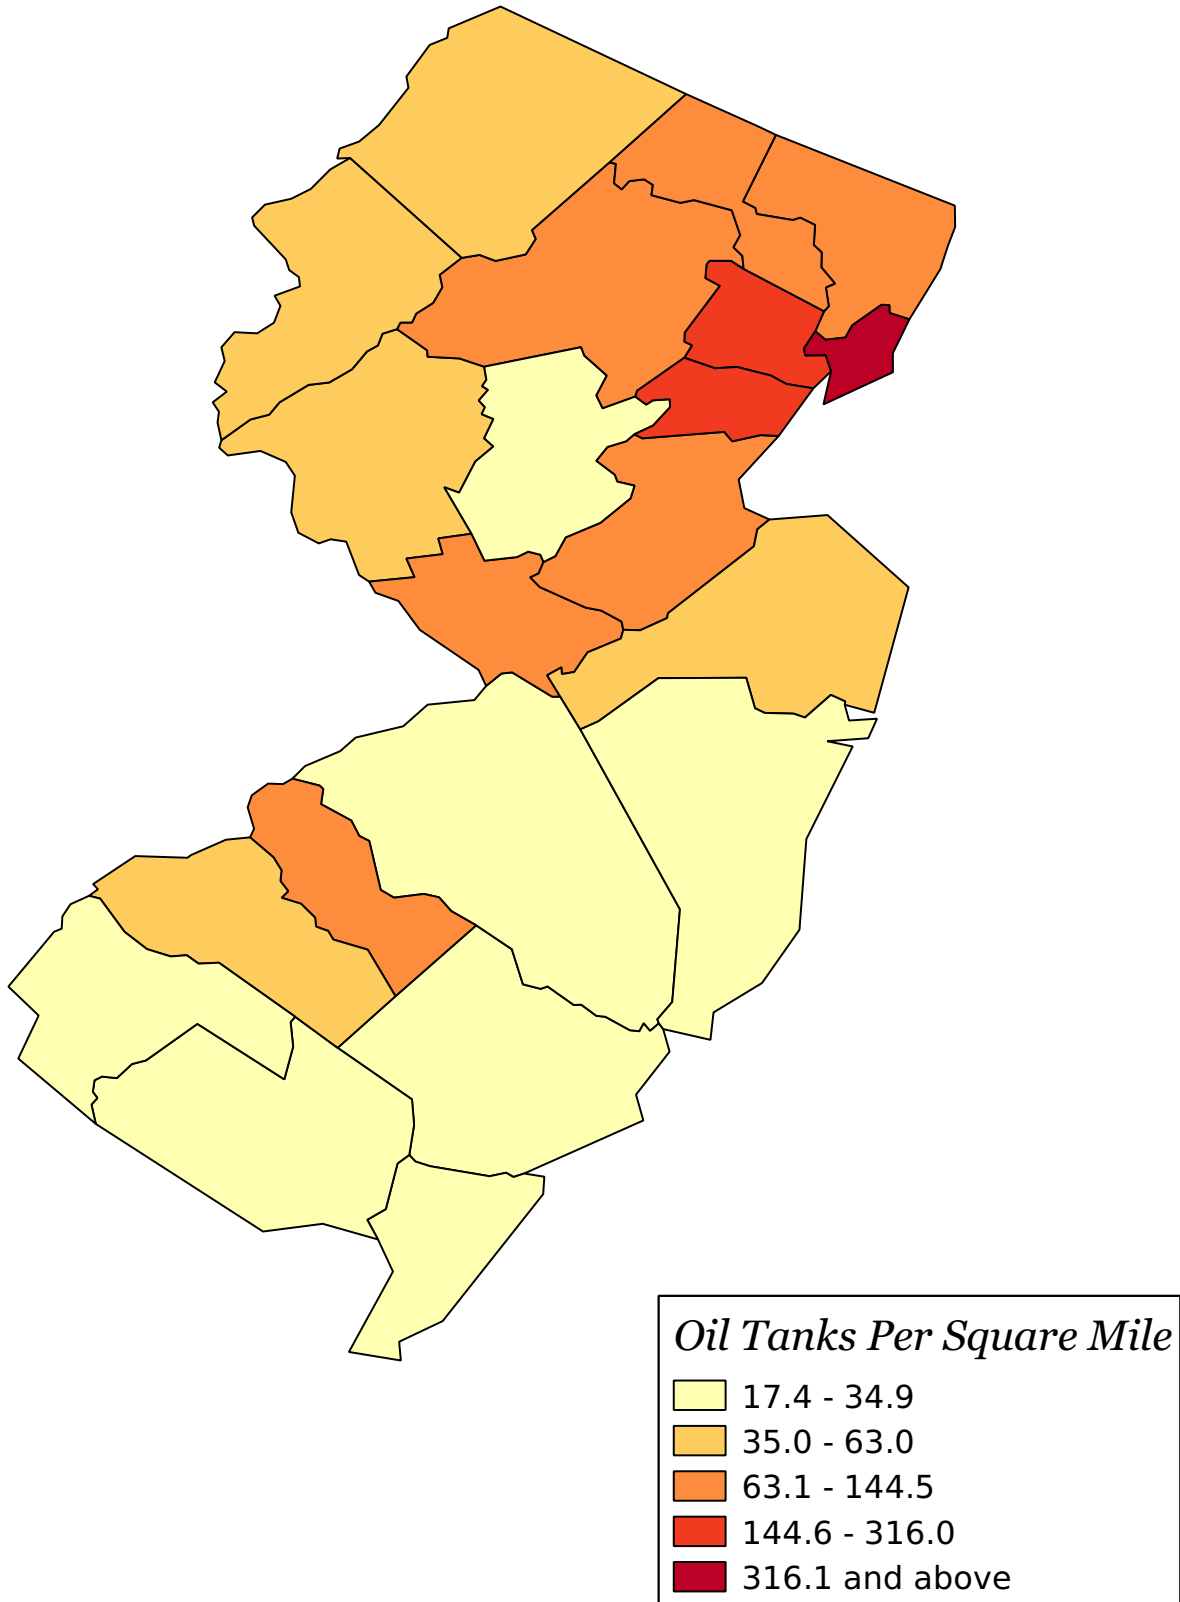 Oil Tanks Per Square Mile
17.4 - 34.9
35.0 - 63.0
63.1 - 144.5
144.6 - 316.0
316.1 and above